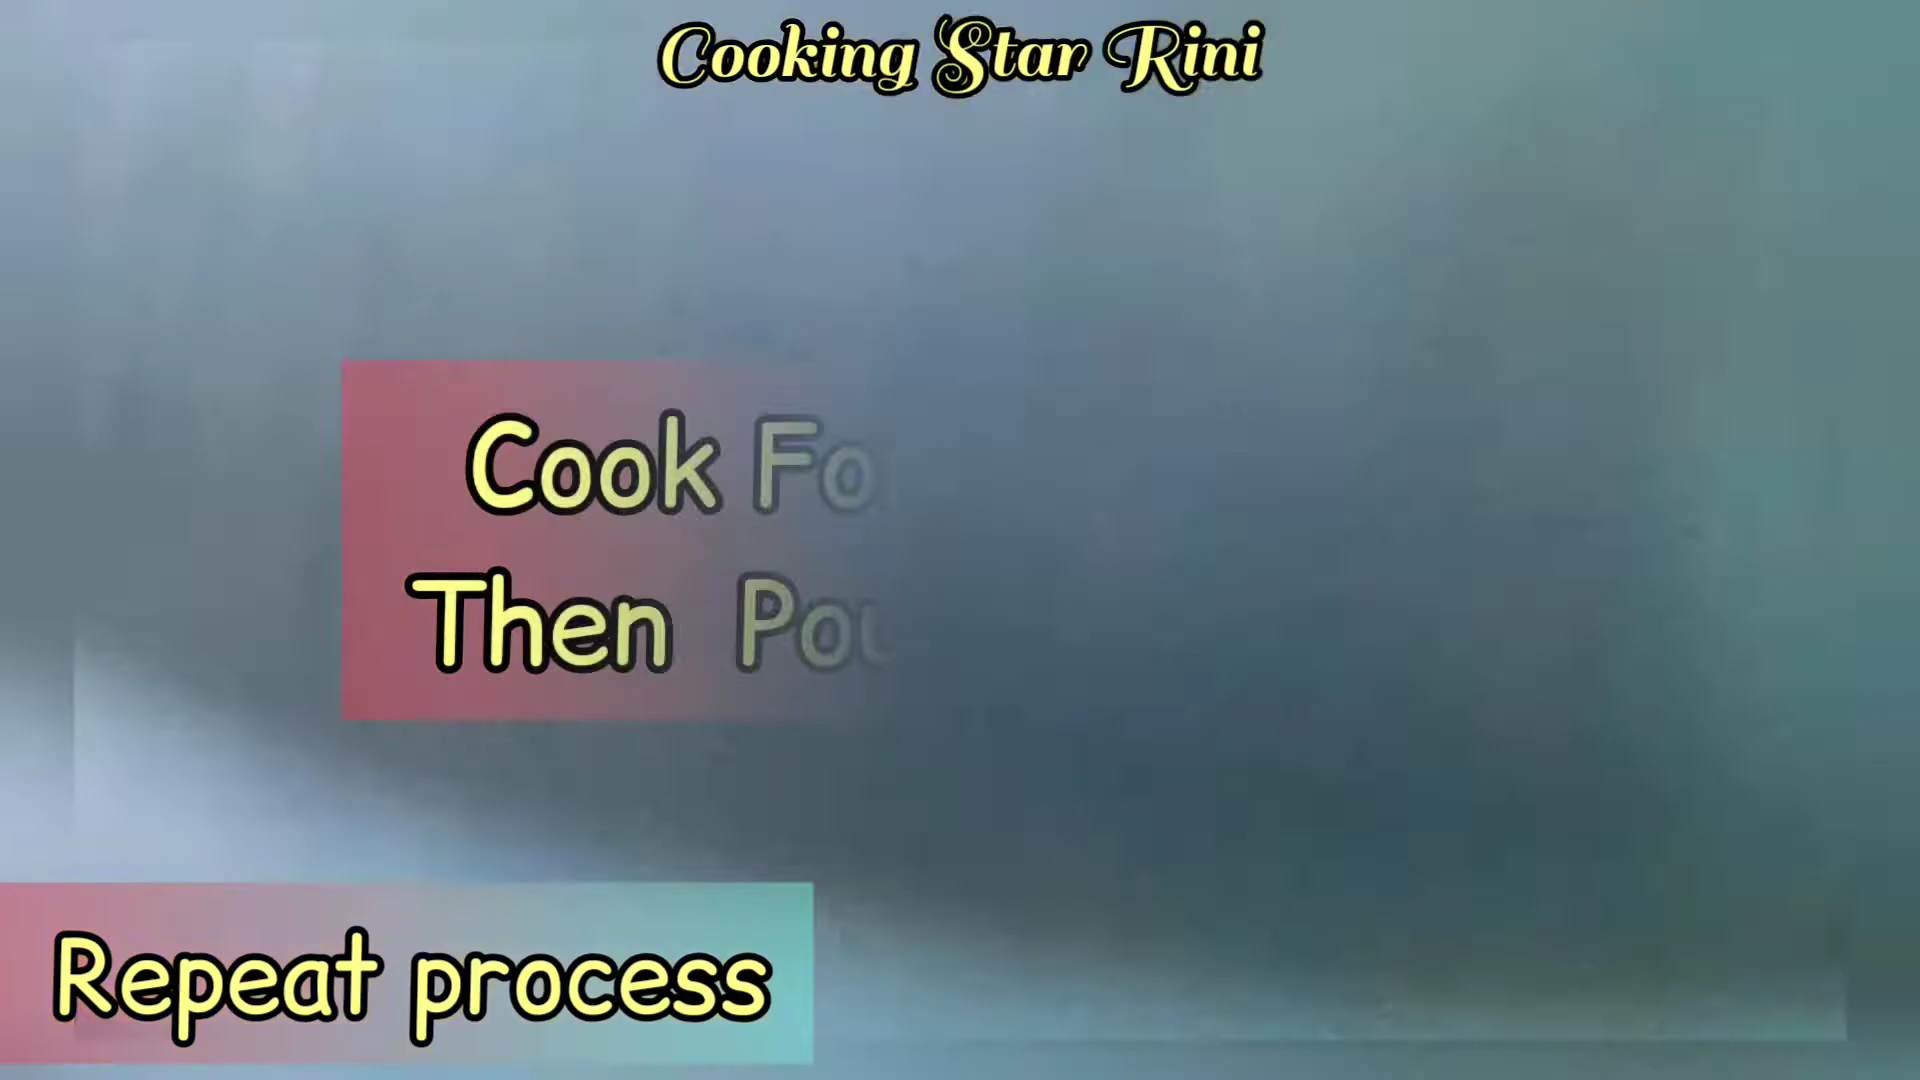 Cooking Star Rini
Cook
Then
Repeat process